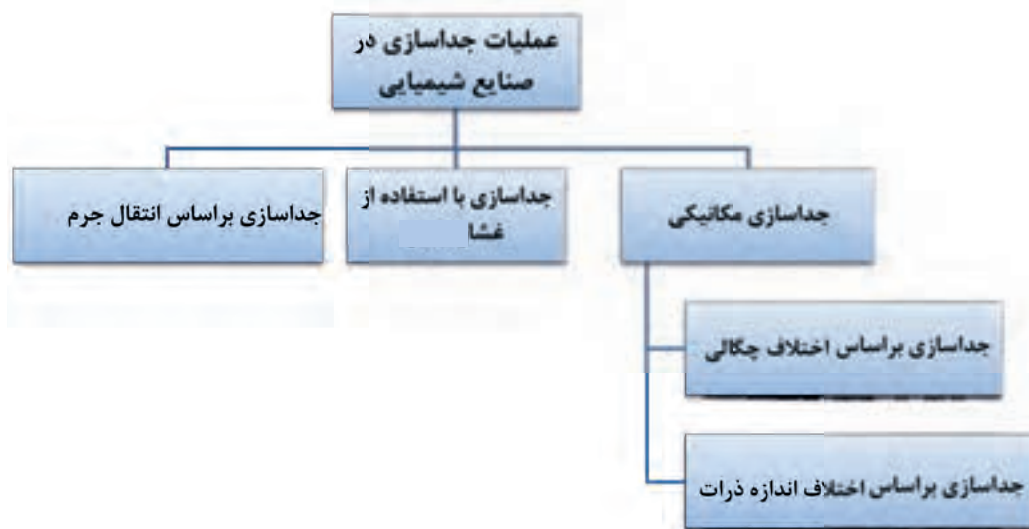 عملیات جداسازی در
صنایع شیمیایی
جداسازی مکانیکی
جداسازی با استفاده از
غشا
جداسازی براساس انتقال جرم
جداسازی براساس اختلاف چگالی
جداسازی براساس اختلاف اندازه ذرات